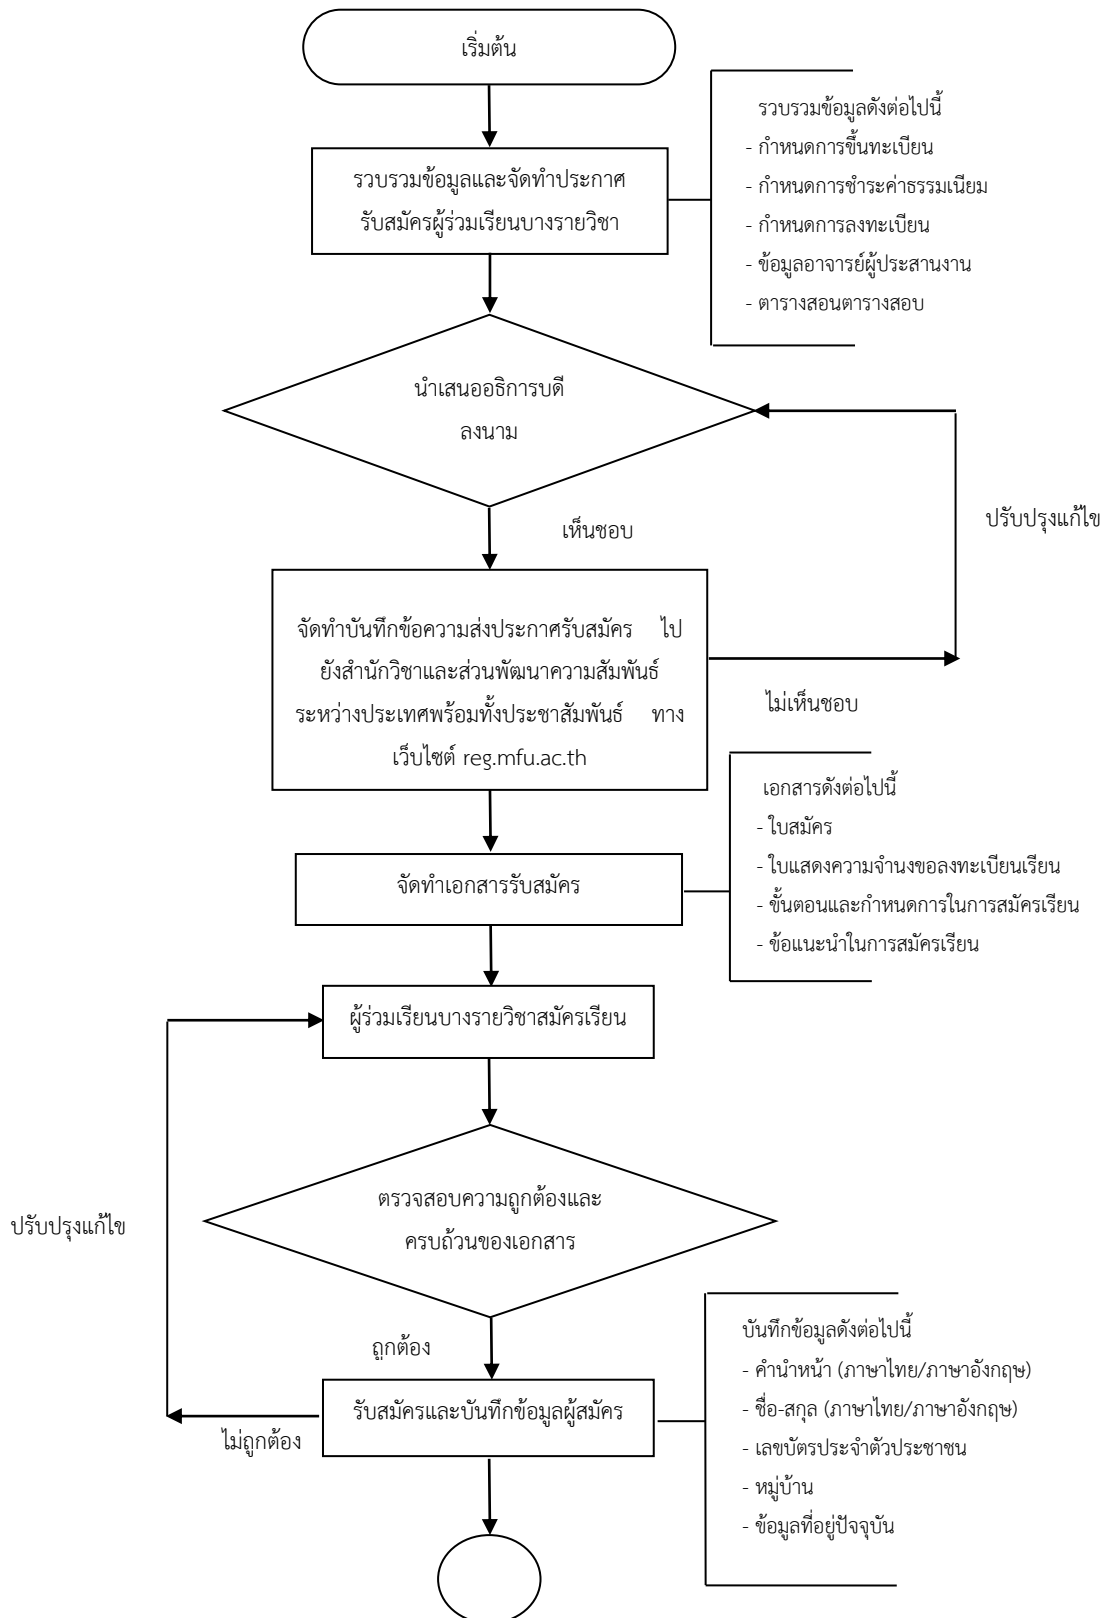 เริ่มต้น
รวบรวมข้อมูลและจัดทำประกาศ
รับสมัครผู้ร่วมเรียนบางรายวิชา
รวบรวมข้อมูลดังต่อไปนี้
- กำหนดการขึ้นทะเบียน
- กำหนดการชำระค่าธรรมเนียม
- กำหนดการลงทะเบียน
- ข้อมูลอาจารย์ผู้ประสานงาน
- ตารางสอนตารางสอบ
นำเสนออธิการบดี
ลงนาม
เห็นชอบ
ปรับปรุงแก้ไข
จัดทำบันทึกข้อความส่งประกาศรับสมัคร ไป
ยังสำนักวิชาและส่วนพัฒนาความสัมพันธ์
ระหว่างประเทศพร้อมทั้งประชาสัมพันธ์ ทาง
เว็บไซต์ reg.mfu.ac.th
ไม่เห็นชอบ
จัดทำเอกสารรับสมัคร
เอกสารดังต่อไปนี้
- ใบสมัคร
- ใบแสดงความจำนงขอลงทะเบียนเรียน
- ขั้นตอนและกำหนดการในการสมัครเรียน
- ข้อแนะนำในการสมัครเรียน
ผู้ร่วมเรียนบางรายวิชาสมัครเรียน
ตรวจสอบความถูกต้องและ
ครบถ้วนของเอกสาร
ปรับปรุงแก้ไข
ถูกต้อง
รับสมัครและบันทึกข้อมูลผู้สมัคร
ไม่ถูกต้อง
บันทึกข้อมูลดังต่อไปนี้
- คำนำหน้า (ภาษาไทย/ภาษาอังกฤษ)
- ชื่อ-สกุล (ภาษาไทย/ภาษาอังกฤษ)
- เลขบัตรประจำตัวประชาชน
- หมู่บ้าน
- ข้อมูลที่อยู่ปัจจุบัน